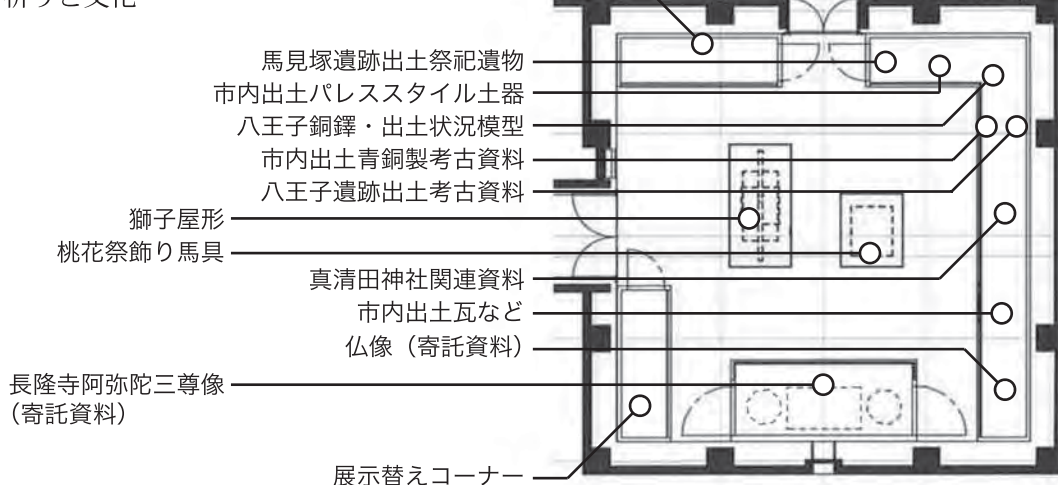 祈りと文化
馬見塚遺跡出土祭祀遺物
市内出土パレススタイル土器
八王子銅鐸・出土状況模型
市内出土青銅製考古資料
八王子遺跡出土考古資料
獅子屋形
桃花祭飾り馬具
真清田神社関連資料
市内出土瓦など
仏像（寄託資料）
長隆寺阿弥陀三尊像
（寄託資料）
展示替えコーナー